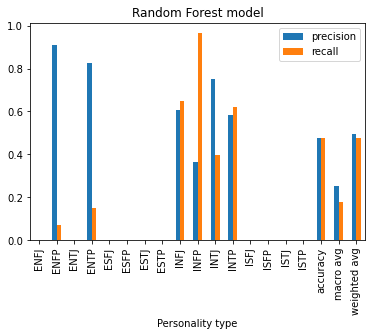 Random Forest model
precision
recall
1.0
0.8
0.6
0.4
0.2
0.0
ENFJ
ENFP
ENTJ
ENTP
ESFJ
ESFP
ESTJ
ESTP
INFJ
INFP
INTJ
INTP
ISFJ
ISFP
ISTJ
ISTP
accuracy
macro avg
weighted avg
Personality type